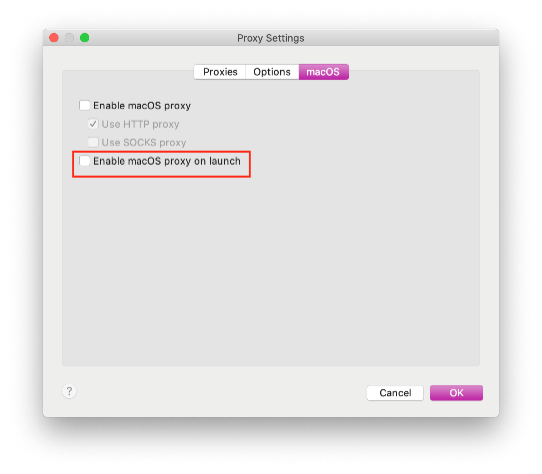 Proxy Settings
Proxies Options macOS
Enable macOS proxy
Use HTTP proxy
Use SOCKS proxy
Enable macOS proxy on launch
? Cancel OK